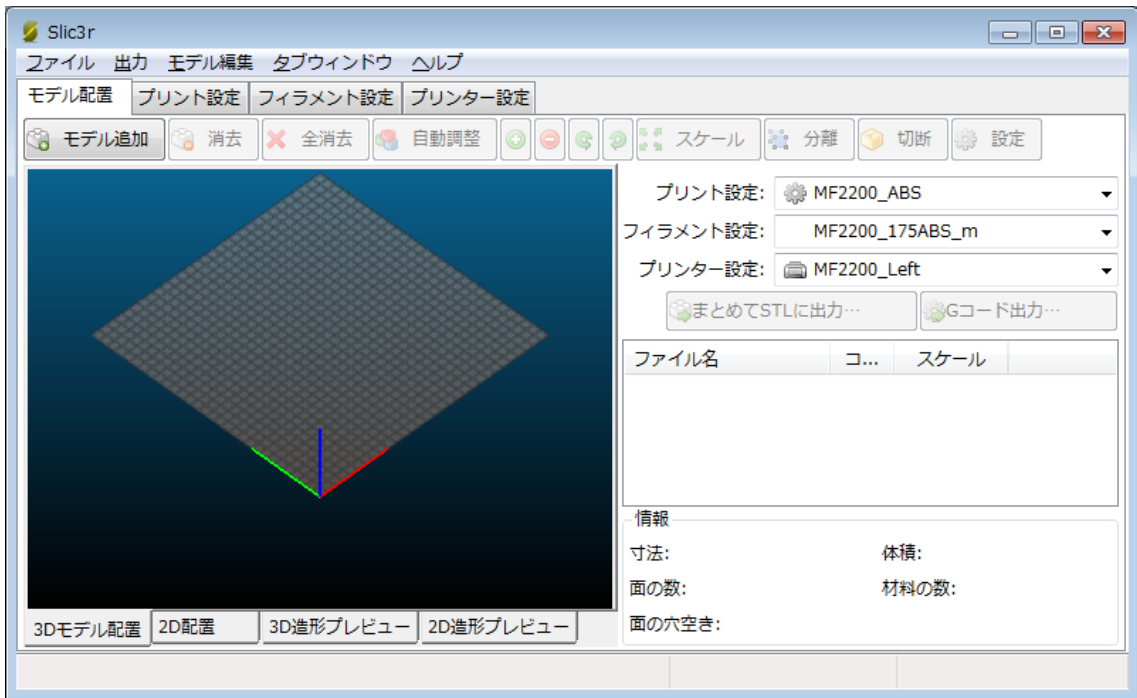 Slic3r
ファイル 出力 モデル編集 タブウィンドウ ヘルプ
モデル配置 プリント設定 フィラメント設定 プリンター設定
モデル追加 消去 全消去 自動調整 スケール 分離 切断 設定
プリント設定: MF2200_ABS
フィラメント設定: MF2200_175ABS_m
プリンター設定: MF2200_Left
まとめてSTLに出力… Gコード出力…
ファイル名 コ... スケール
情報
寸法: 体積:
面の数: 材料の数:
面の穴空き:
3Dモデル配置 2D配置 3D造形プレビュー 2D造形プレビュー